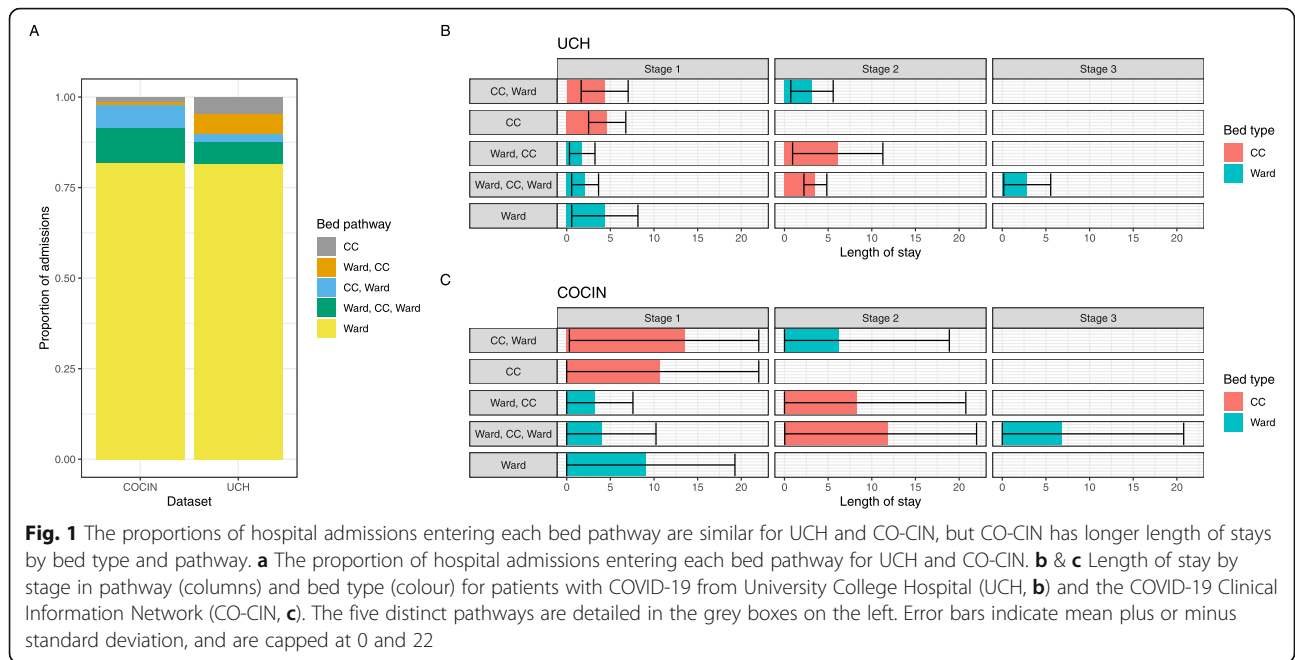 A
1.00
0.75
0.50
0.25
0.00
Proportion of admissions
COCIN
UCH
Dataset
Bed pathway
CC
Ward, CC
CC, Ward
Ward, CC, Ward
Ward
B
UCH
Stage 1
Stage 2
Stage 3
CC, Ward
CC
Ward, CC
Ward, CC, Ward
Ward
0 5 10 15 20
0 5 10 15 20
0 5 10 15 20
Length of stay
Bed type
CC
Ward
C
COCIN
Stage 1
Stage 2
Stage 3
CC, Ward
CC
Ward, CC
Ward, CC, Ward
Ward
0 5 10 15 20
0 5 10 15 20
0 5 10 15 20
Length of stay
Bed type
CC
Ward
Fig. 1 The proportions of hospital admissions entering each bed pathway are similar for UCH and CO-CIN, but CO-CIN has longer length of stays
by bed type and pathway. a The proportion of hospital admissions entering each bed pathway for UCH and CO-CIN. b & c Length of stay by
stage in pathway (columns) and bed type (colour) for patients with COVID-19 from University College Hospital (UCH, b) and the COVID-19 Clinical
Information Network (CO-CIN, c). The five distinct pathways are detailed in the grey boxes on the left. Error bars indicate mean plus or minus
standard deviation, and are capped at 0 and 22